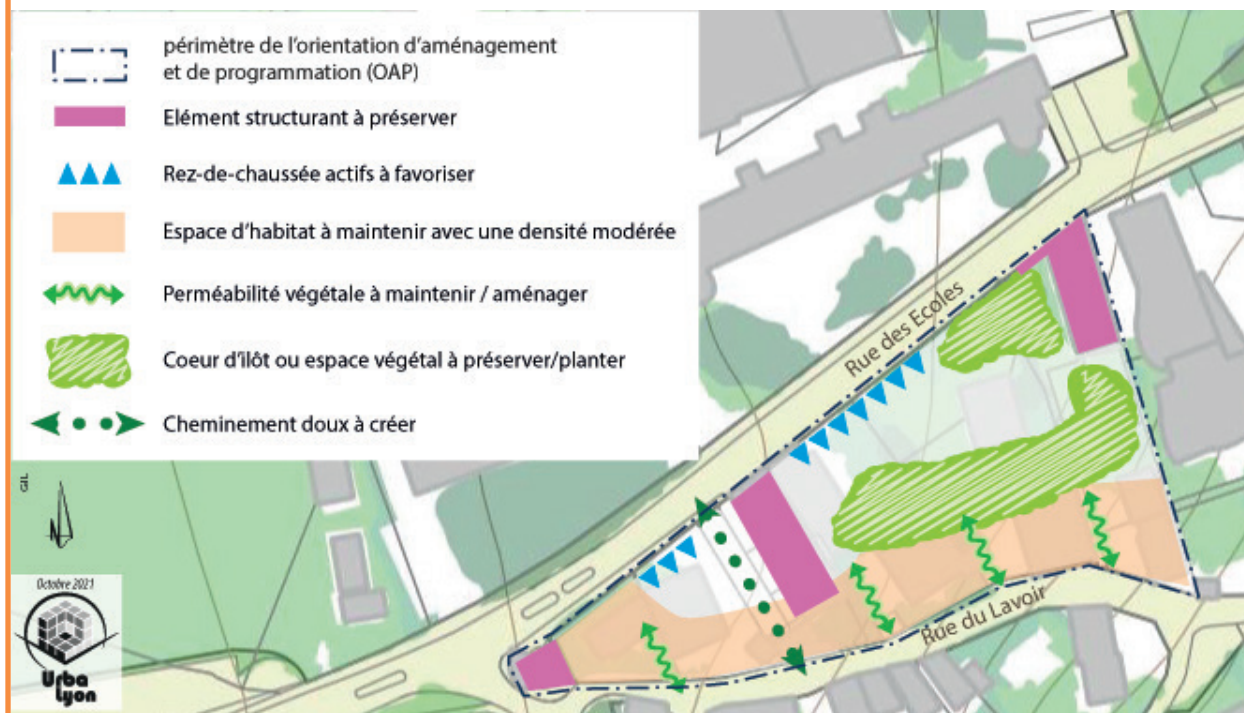 périmètre de l'orientation d'aménagement
et de programmation (OAP)
Elément structurant à préserver
Rez-de-chaussée actifs à favoriser
Espace d'habitat à maintenir avec une densité modérée
Perméabilité végétale à maintenir / aménager
Coeur d'îlôt ou espace végétal à préserver/planter
Cheminement doux à créer
Rue des Ecoles
Rue du Lavoir
GIL
N
Octobre 2021
Urba
Lyon